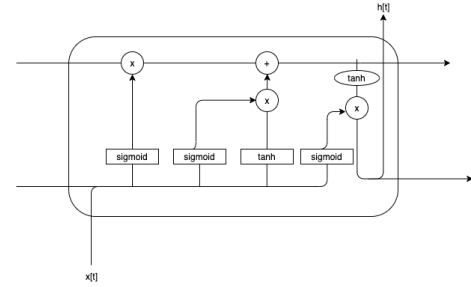 h[t]
x
+
tanh
x
x
sigmoid
sigmoid
tanh
sigmoid
x[t]